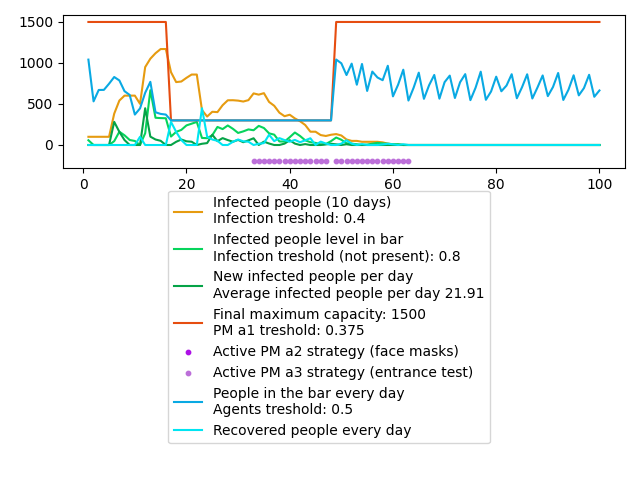 1500
1000
500
0
0 20 40 60 80 100
Infected people (10 days)
Infection treshold: 0.4
Infected people level in bar
Infection treshold (not present): 0.8
New infected people per day
Average infected people per day 21.91
Final maximum capacity: 1500
PM a1 treshold: 0.375
Active PM a2 strategy (face masks)
Active PM a3 strategy (entrance test)
People in the bar every day
Agents treshold: 0.5
Recovered people every day